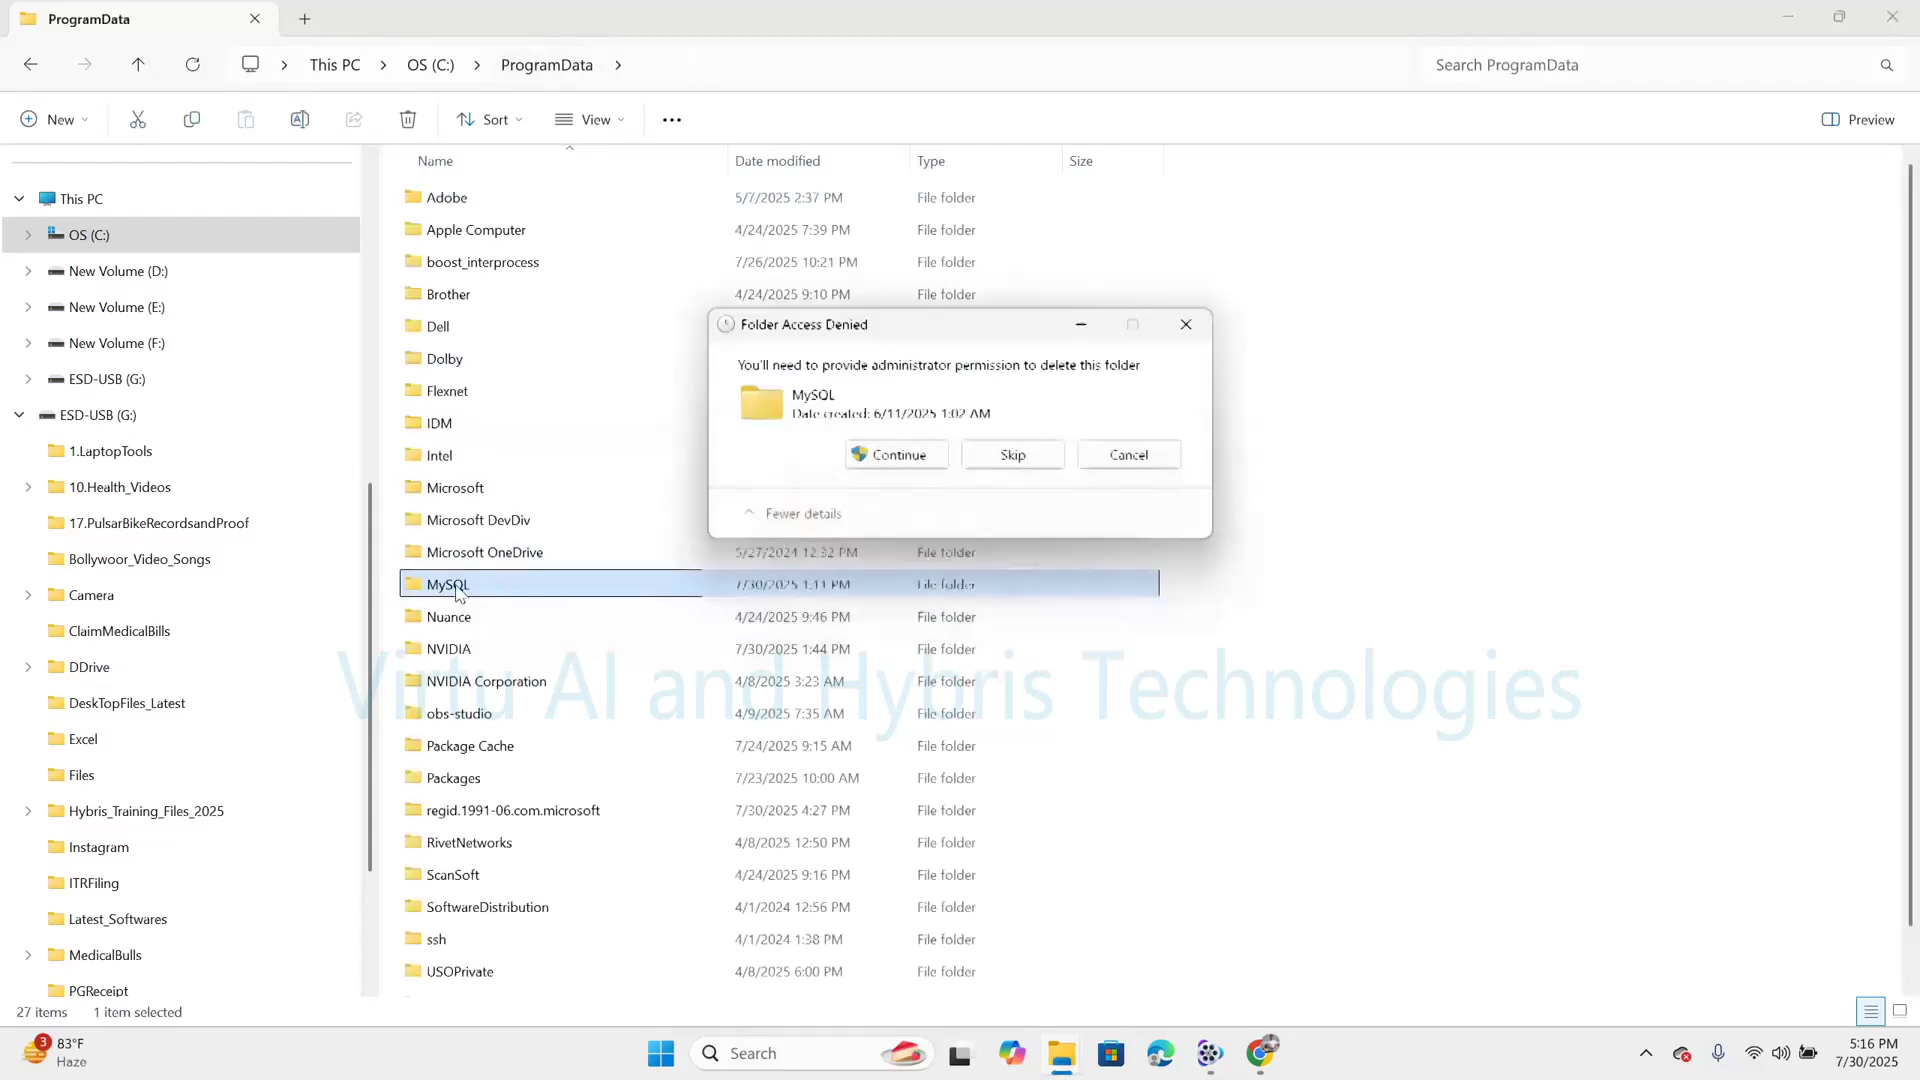 ProgramData
This PC
OS (C:)
ProgramData
Search ProgramData
New
Sort
View
Preview
Name
Date modified
Type
Size
This PC
OS (C:)
New Volume (D:)
New Volume (E:)
New Volume (F:)
ESD-USB (G:)
ESD-USB (G:)
1.LaptopTools
10.Health_Videos
17.PulsarBikeRecordsandProof
Bollywoor_Video_Songs
Camera
ClaimMedicalBills
DDrive
DeskTopFiles_Latest
Excel
Files
Hybris_Training_Files_2025
Instagram
ITRFiling
Latest_Softwares
MedicalBulls
PGReceipt
Adobe 5/7/2025 2:37 PM File folder
Apple Computer 4/24/2025 7:39 PM File folder
boost_interprocess 7/26/2025 10:21 PM File folder
Brother 4/24/2025 9:10 PM File folder
Dell
Dolby
Flexnet
IDM
Intel
Microsoft
Microsoft DevDiv
Microsoft OneDrive 5/27/2024 12:32 PM File folder
MySQL 7/30/2025 1:11 PM File folder
Nuance 4/24/2025 9:46 PM File folder
NVIDIA 7/30/2025 1:44 PM File folder
NVIDIA Corporation 4/8/2025 3:23 AM File folder
obs-studio 4/9/2025 7:35 AM File folder
Package Cache 7/24/2025 9:15 AM File folder
Packages 7/23/2025 10:00 AM File folder
regid.1991-06.com.microsoft 7/30/2025 4:27 PM File folder
RivetNetworks 4/8/2025 12:50 PM File folder
ScanSoft 4/24/2025 9:16 PM File folder
SoftwareDistribution 4/1/2024 12:56 PM File folder
ssh 4/1/2024 1:38 PM File folder
USOPrivate 4/8/2025 6:00 PM File folder
Folder Access Denied
You'll need to provide administrator permission to delete this folder
MySQL
Date created: 6/11/2025 1:02 AM
Continue
Skip
Cancel
Fewer details
Virtu AI and Hybris Technologies
27 items
1 item selected
3
83°F
Haze
Search
5:16 PM
7/30/2025